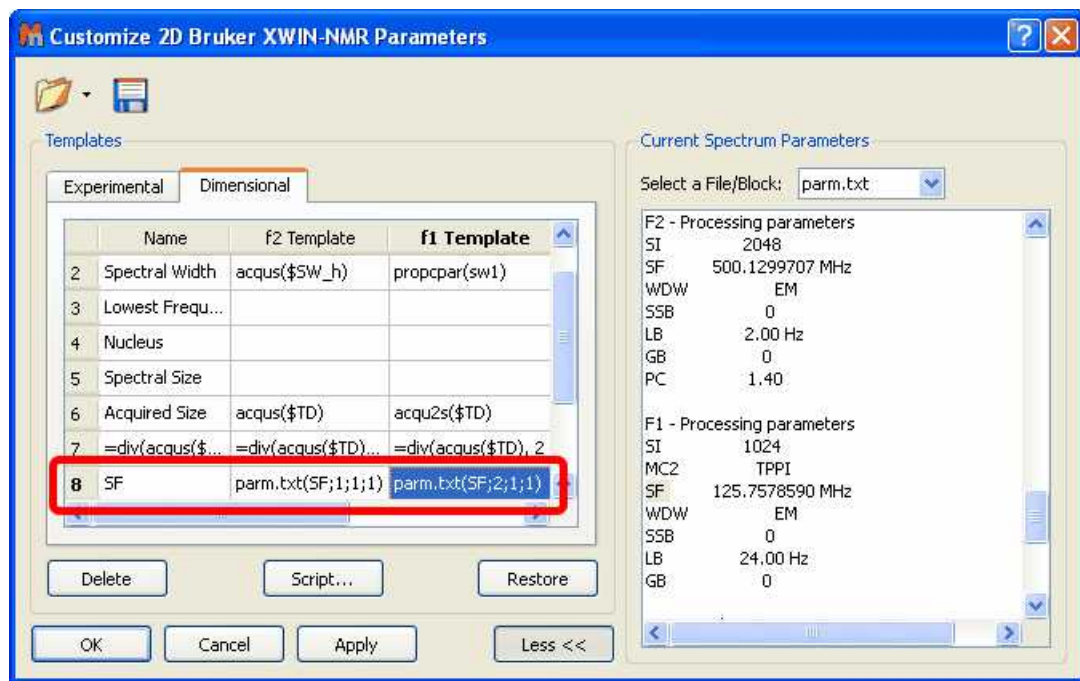 Customize 2D Bruker XWIN-NMR Parameters
Templates
Experimental Dimensional
Name f2 Template f1 Template
2 Spectral Width acqus($SW_h) propcpar(sw1)
3 Lowest Frequ...
4 Nucleus
5 Spectral Size
6 Acquired Size acqus($TD) acqu2s($TD)
7 =div(acqus($... =div(acqus($TD)... =div(acqus($TD), 2
8 SF parm.txt(SF;1;1;1) parm.txt(SF;2;1;1)
Delete Script... Restore
OK Cancel Apply Less <<
Current Spectrum Parameters
Select a File/Block: parm.txt
F2 - Processing parameters
SI 2048
SF 500.1299707 MHz
WDW EM
SSB 0
LB 2.00 Hz
GB 0
PC 1.40
F1 - Processing parameters
SI 1024
MC2 TPPI
SF 125.7578590 MHz
WDW EM
SSB 0
LB 24.00 Hz
GB 0